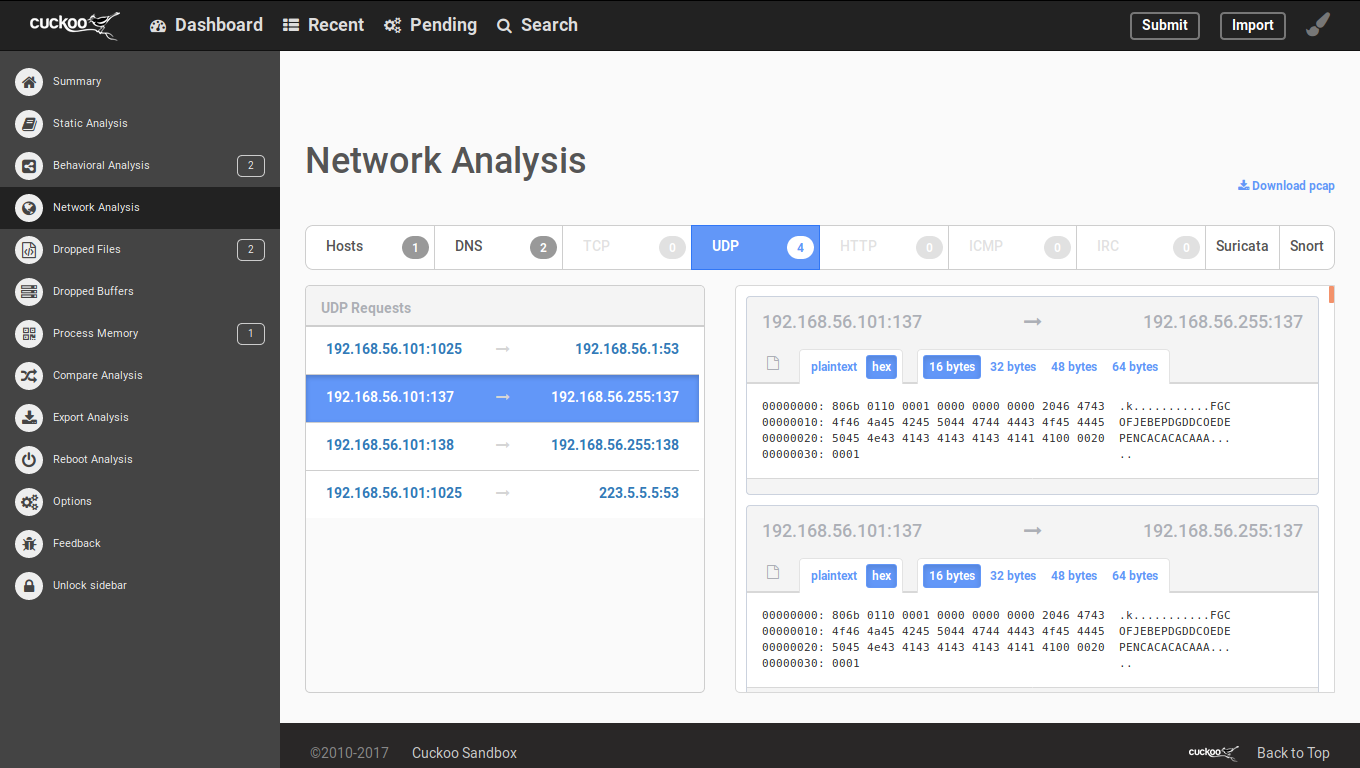 cuckoo Dashboard Recent Pending Search Submit Import
Summary
Static Analysis
Behavioral Analysis 2
Network Analysis
Dropped Files 2
Dropped Buffers
Process Memory 1
Compare Analysis
Export Analysis
Reboot Analysis
Options
Feedback
Unlock sidebar
Network Analysis
Download pcap
Hosts 1 DNS 2 TCP 0 UDP 4 HTTP 0 ICMP 0 IRC 0 Suricata Snort
UDP Requests
192.168.56.101:1025 → 192.168.56.1:53
192.168.56.101:137 → 192.168.56.255:137
192.168.56.101:138 → 192.168.56.255:138
192.168.56.101:1025 → 223.5.5.5:53
192.168.56.101:137 → 192.168.56.255:137
plaintext hex 16 bytes 32 bytes 48 bytes 64 bytes
00000000: 806b 0110 0001 0000 0000 0000 2046 4743 .k...........FGC
00000010: 4f46 4a45 4245 5044 4744 4443 4f45 4445 OFJEBEPDGDDCOEDE
00000020: 5045 4e43 4143 4143 4143 4141 4100 0020 PENCACACACAAA...
00000030: 0001 ..
192.168.56.101:137 → 192.168.56.255:137
plaintext hex 16 bytes 32 bytes 48 bytes 64 bytes
00000000: 806b 0110 0001 0000 0000 0000 2046 4743 .k...........FGC
00000010: 4f46 4a45 4245 5044 4744 4443 4f45 4445 OFJEBEPDGDDCOEDE
00000020: 5045 4e43 4143 4143 4143 4141 4100 0020 PENCACACACAAA...
00000030: 0001 ..
©2010-2017 Cuckoo Sandbox cuckoo Back to Top